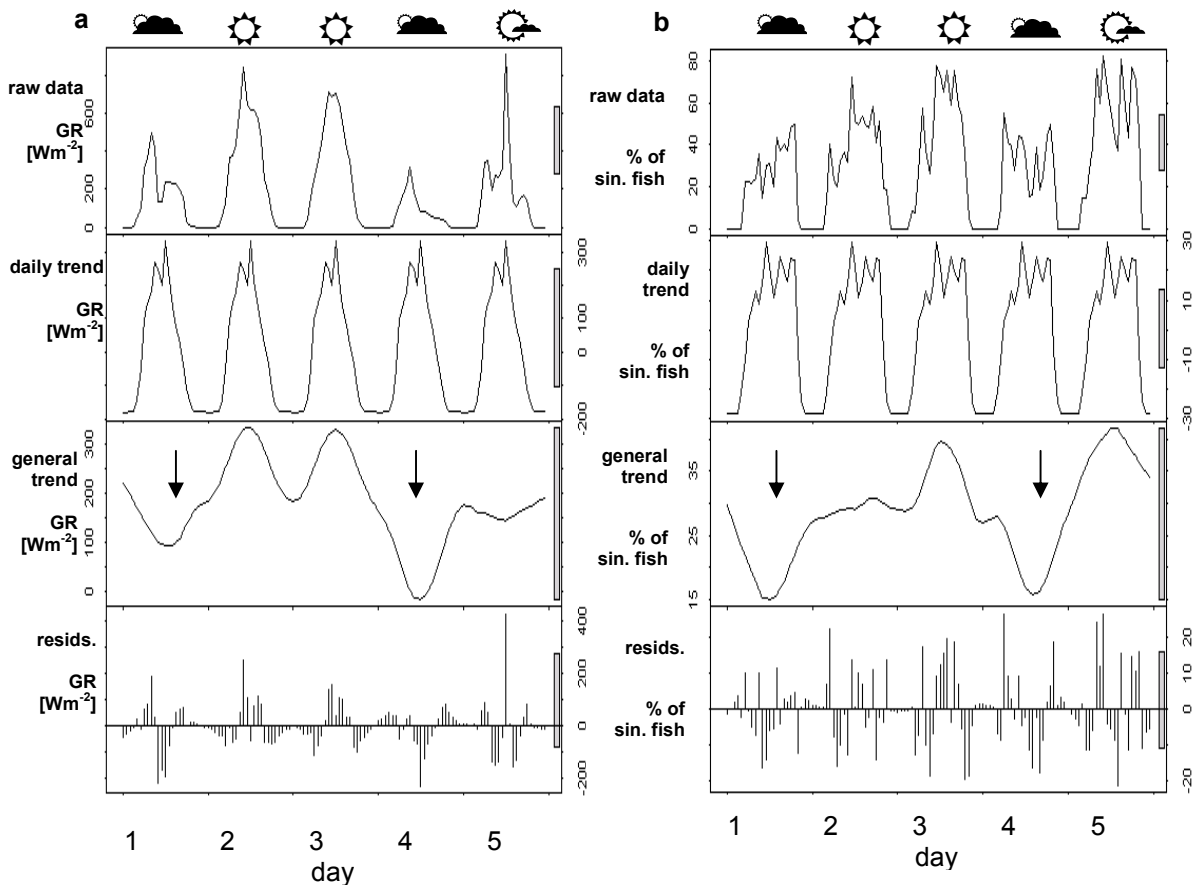 a
raw data
GR
[Wm-2]
600
200
0
daily trend
GR
[Wm-2]
300
100
0
-200
general
trend
GR
[Wm-2]
300
200
100
0
resids.
GR
[Wm-2]
400
200
0
-200
1 2 3 4 5
day
b
raw data
% of
sin. fish
80
60
40
20
0
daily
trend
% of
sin. fish
30
10
-10
-30
general
trend
% of
sin. fish
35
25
15
resids.
% of
sin. fish
20
10
0
-20
1 2 3 4 5
day